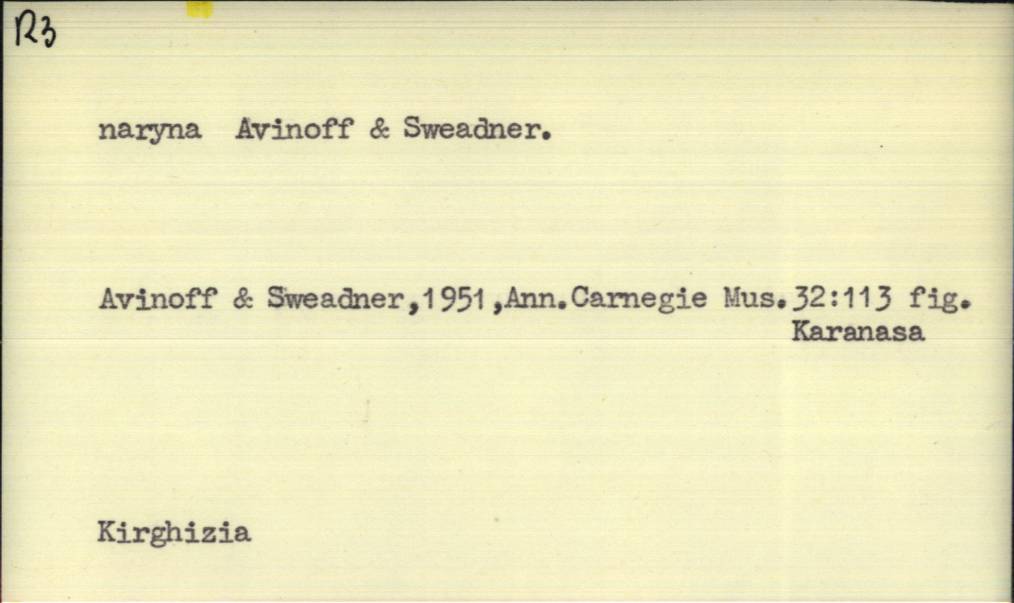 R3
naryna Avinoff & Sweadner.
Avinoff & Sweadner,1951,Ann.Carnegie Mus.32:113 fig.
Karanasa
Kirghizia